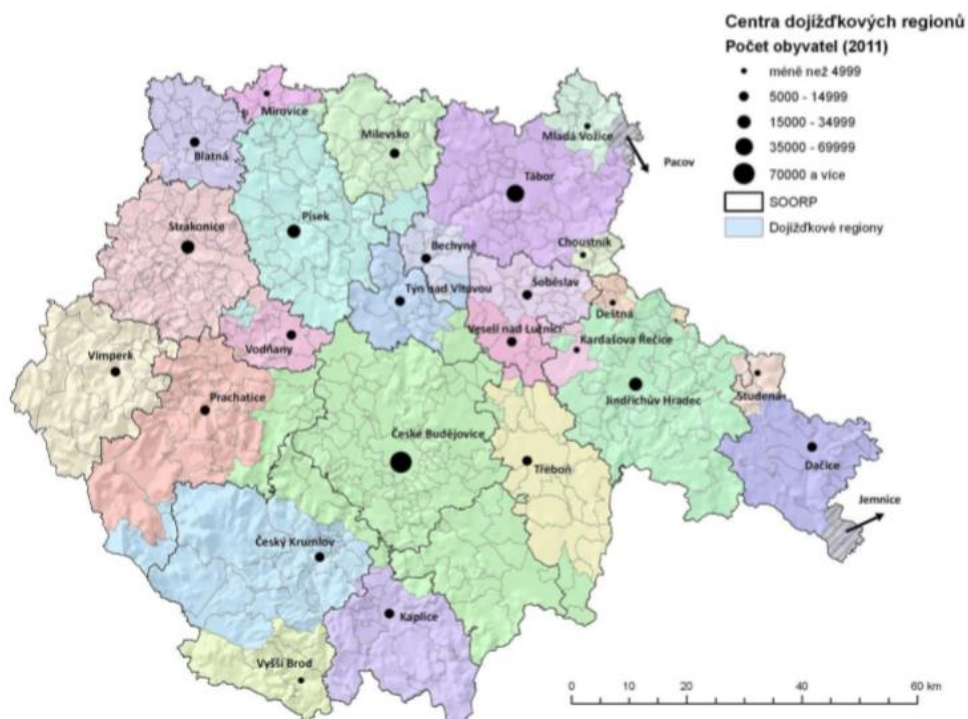 Centra dojížďkových regionů
Počet obyvatel (2011)
méně než 4999
5000 - 14999
15000 - 34999
35000 - 69999
70000 a více
SOORP
Dojížďkové regiony
Mirovice
Milevsko
Mladá Vožice
Blatná
Pacov
Tábor
Strakonice
Písek
Bechyně
Choustník
Týn nad Vltavou
Soběslav
Deštná
Veselí nad Lužnicí
Vodňany
Kardašova Řečice
Vimperk
Prachatice
Jindřichův Hradec
Studená
České Budějovice
Třeboň
Dačice
Jemnice
Český Krumlov
Kaplice
Vyšší Brod
0 10 20 40 60 km